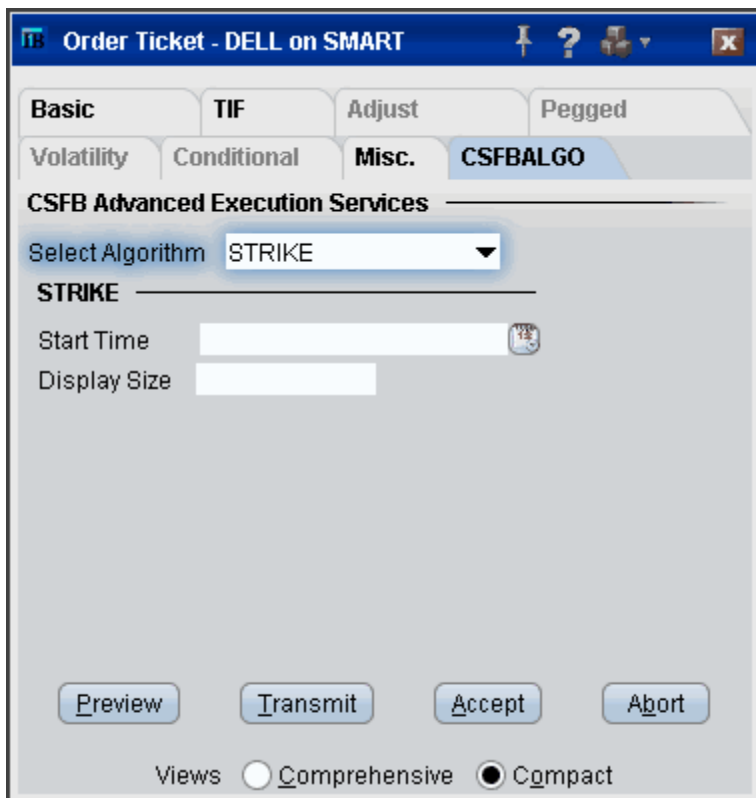 IB Order Ticket - DELL on SMART ?
Basic TIF Adjust Pegged
Volatility Conditional Misc. CSFBALGO
CSFB Advanced Execution Services
Select Algorithm STRIKE
STRIKE
Start Time
Display Size
Preview Transmit Accept Abort
Views Comprehensive Compact